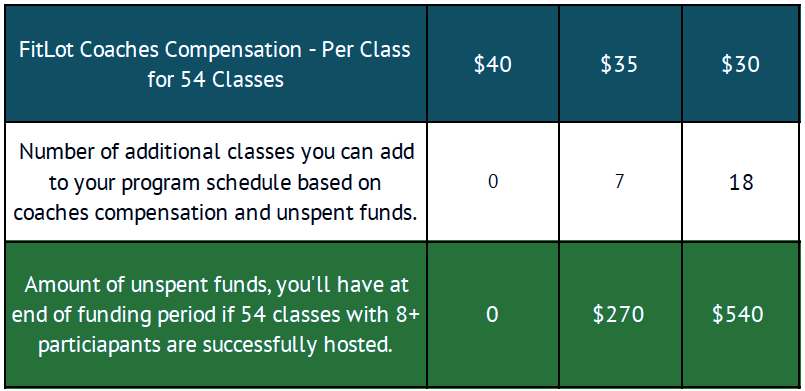 FitLot Coaches Compensation - Per Class
for 54 Classes
$40
$35
$30
Number of additional classes you can add
to your program schedule based on
coaches compensation and unspent funds.
0
7
18
Amount of unspent funds, you'll have at
end of funding period if 54 classes with 8+
particiapants are successfully hosted.
0
$270
$540